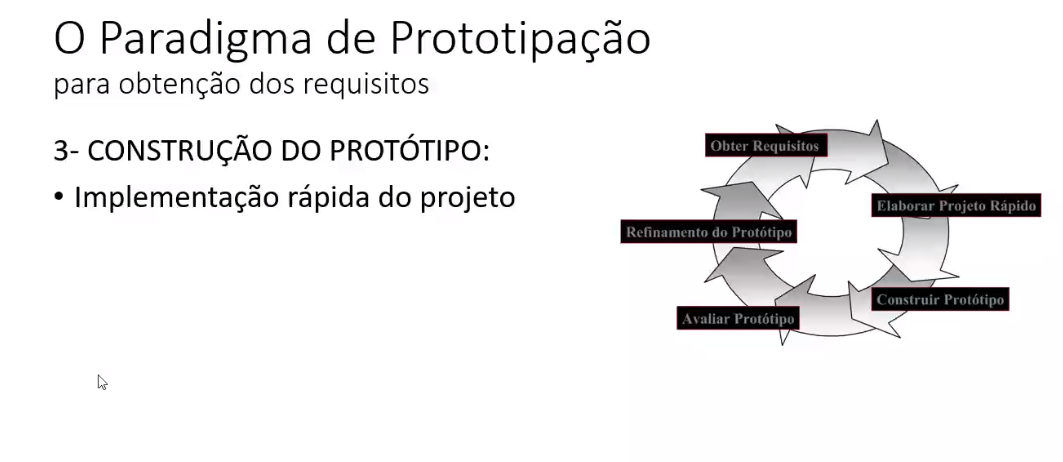 O Paradigma de Prototipação
para obtenção dos requisitos
3- CONSTRUÇÃO DO PROTÓTIPO:
• Implementação rápida do projeto
Obter Requisitos
Elaborar Projeto Rápido
Refinamento do Protótipo
Construir Protótipo
Avaliar Protótipo